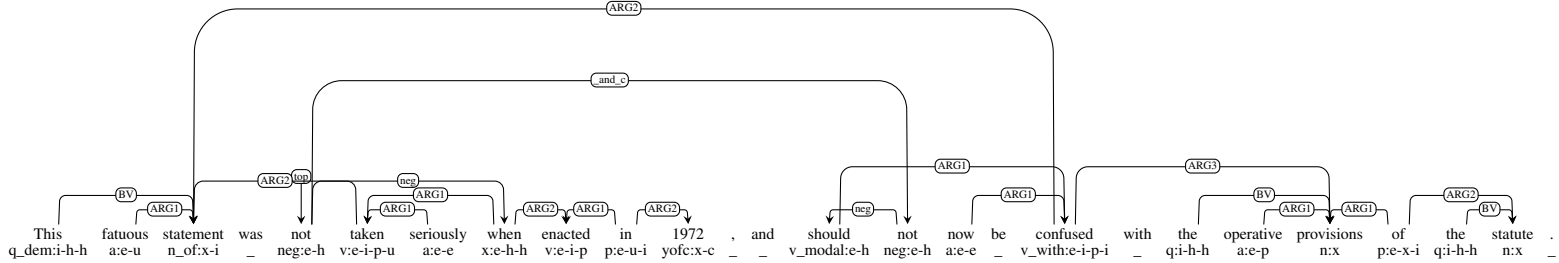 ARG2
_and_c
ARG1 ARG3
ARG2 top neg
BV ARG1 BV ARG2
ARG1 ARG1 ARG2 ARG1 ARG2 neg ARG1 ARG1 ARG1 BV
This fatuous statement was not taken seriously when enacted in 1972 , and should not now be confused with the operative provisions of the statute .
q_dem:i-h-h a:e-u n_of:x-i _ neg:e-h v:e-i-p-u a:e-e x:e-h-h v:e-i-p p:e-u-i yofc:x-c _ _ v_modal:e-h neg:e-h a:e-e _ v_with:e-i-p-i _ q:i-h-h a:e-p n:x p:e-x-i q:i-h-h n:x _